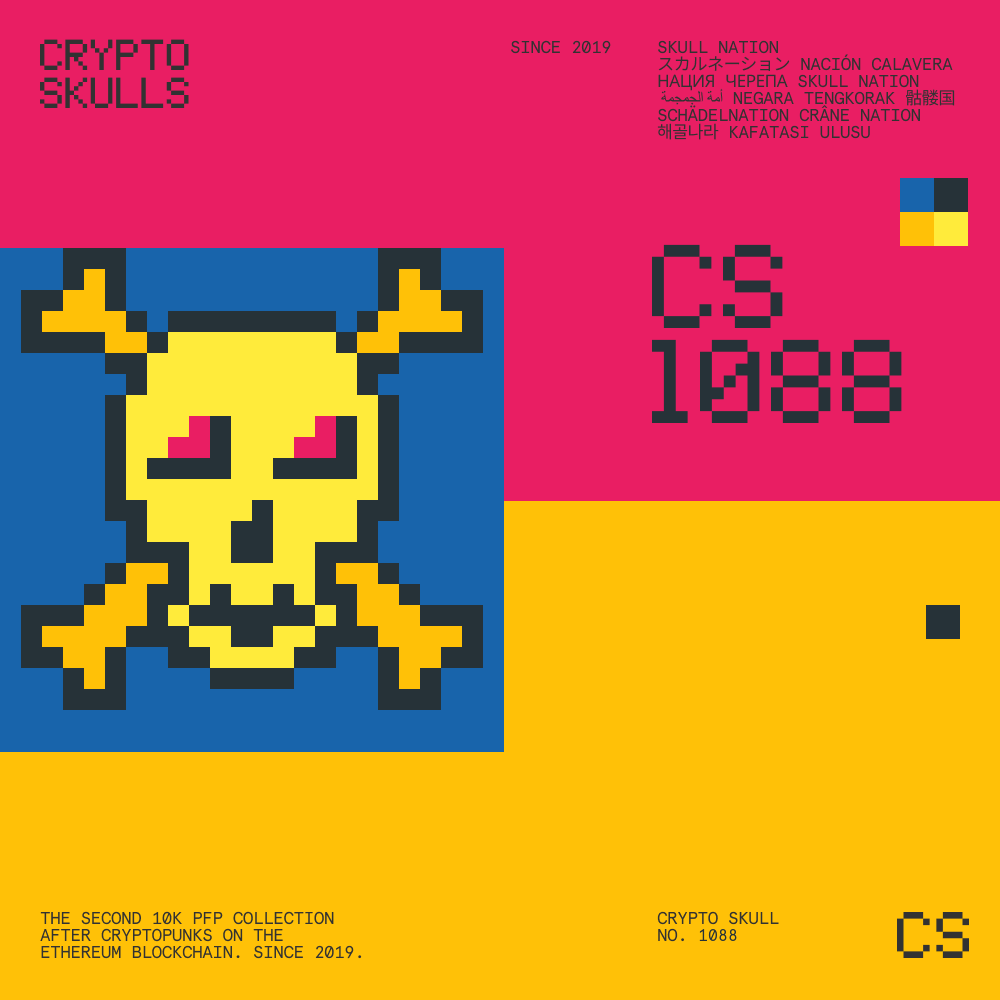 CRYPTO
SKULLS
SINCE 2019
SKULL NATION
スカルネーション NACIÓN CALAVERA
НАЦИЯ ЧЕРЕПА SKULL NATION
أمة الجمجمة NEGARA TENGKORAK 骷髅国
SCHÄDELNATION CRÂNE NATION
해골나라 KAFATASI ULUSU
CS
1088
THE SECOND 10K PFP COLLECTION
AFTER CRYPTOPUNKS ON THE
ETHEREUM BLOCKCHAIN. SINCE 2019.
CRYPTO SKULL
NO. 1088
CS